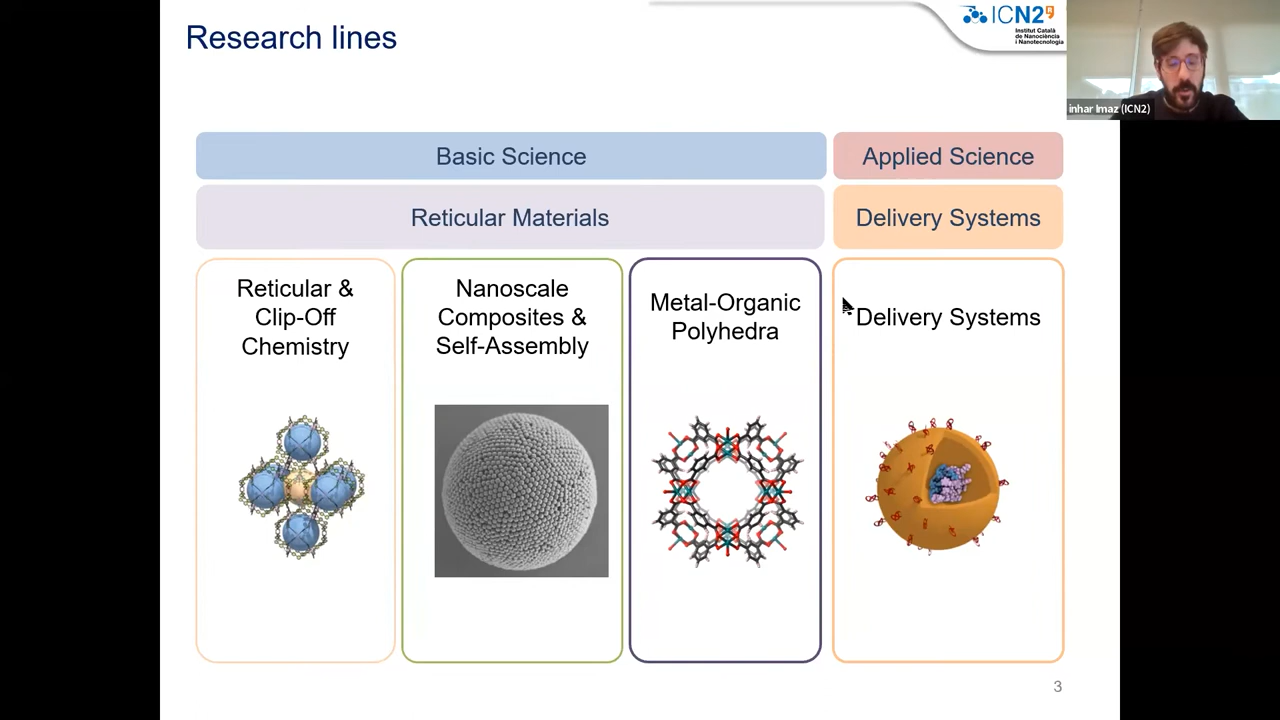 Research lines
ICN2
Institut Català
de Nanociència
i Nanotecnologia
inhar Imaz (ICN2)
Basic Science
Applied Science
Reticular Materials
Delivery Systems
Reticular &
Clip-Off
Chemistry
Nanoscale
Composites &
Self-Assembly
Metal-Organic
Polyhedra
Delivery Systems
3